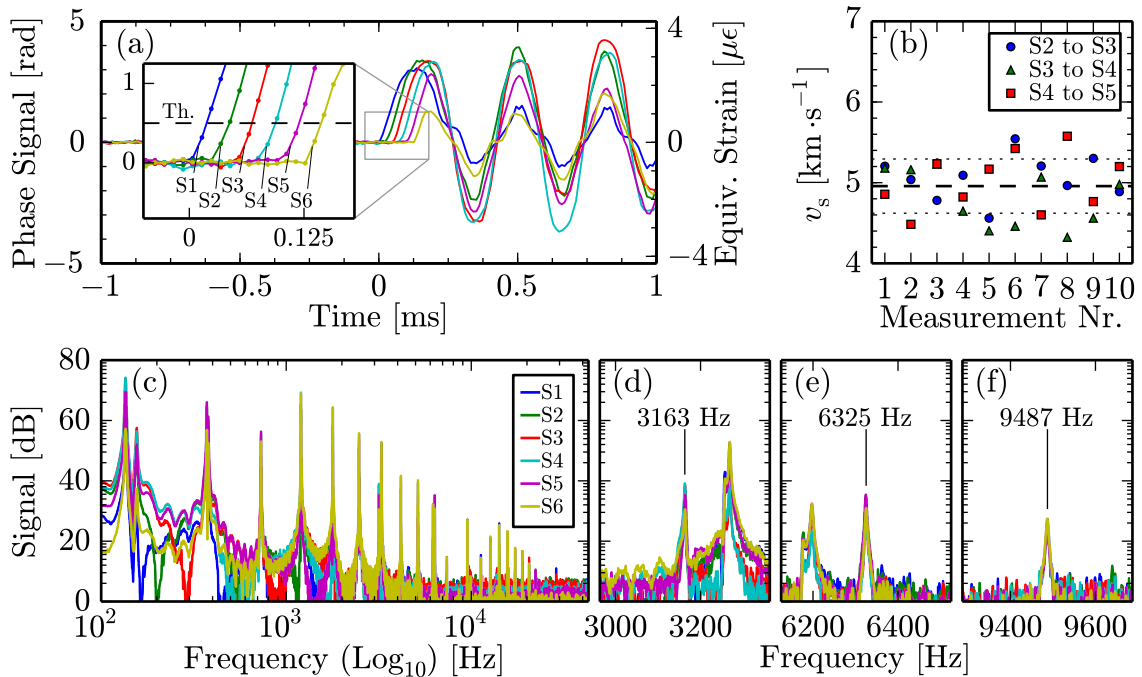 (a)
5
0
−5
Phase Signal [rad]
1
0
Th.
S1
S2
S3
S4
S5
S6
0
0.125
4
0
−4
Equiv. Strain [με]
−1
−0.5
0
0.5
1
Time [ms]
(b)
S2 to S3
S3 to S4
S4 to S5
7
6
5
4
vs [km·s−1]
1 2 3 4 5 6 7 8 9 10
Measurement Nr.
(c)
80
60
40
20
0
Signal [dB]
S1
S2
S3
S4
S5
S6
10^2
10^3
10^4
Frequency (Log10) [Hz]
(d)
3163 Hz
3000
3200
(e)
6325 Hz
6200
6400
(f)
9487 Hz
9400
9600
Frequency [Hz]